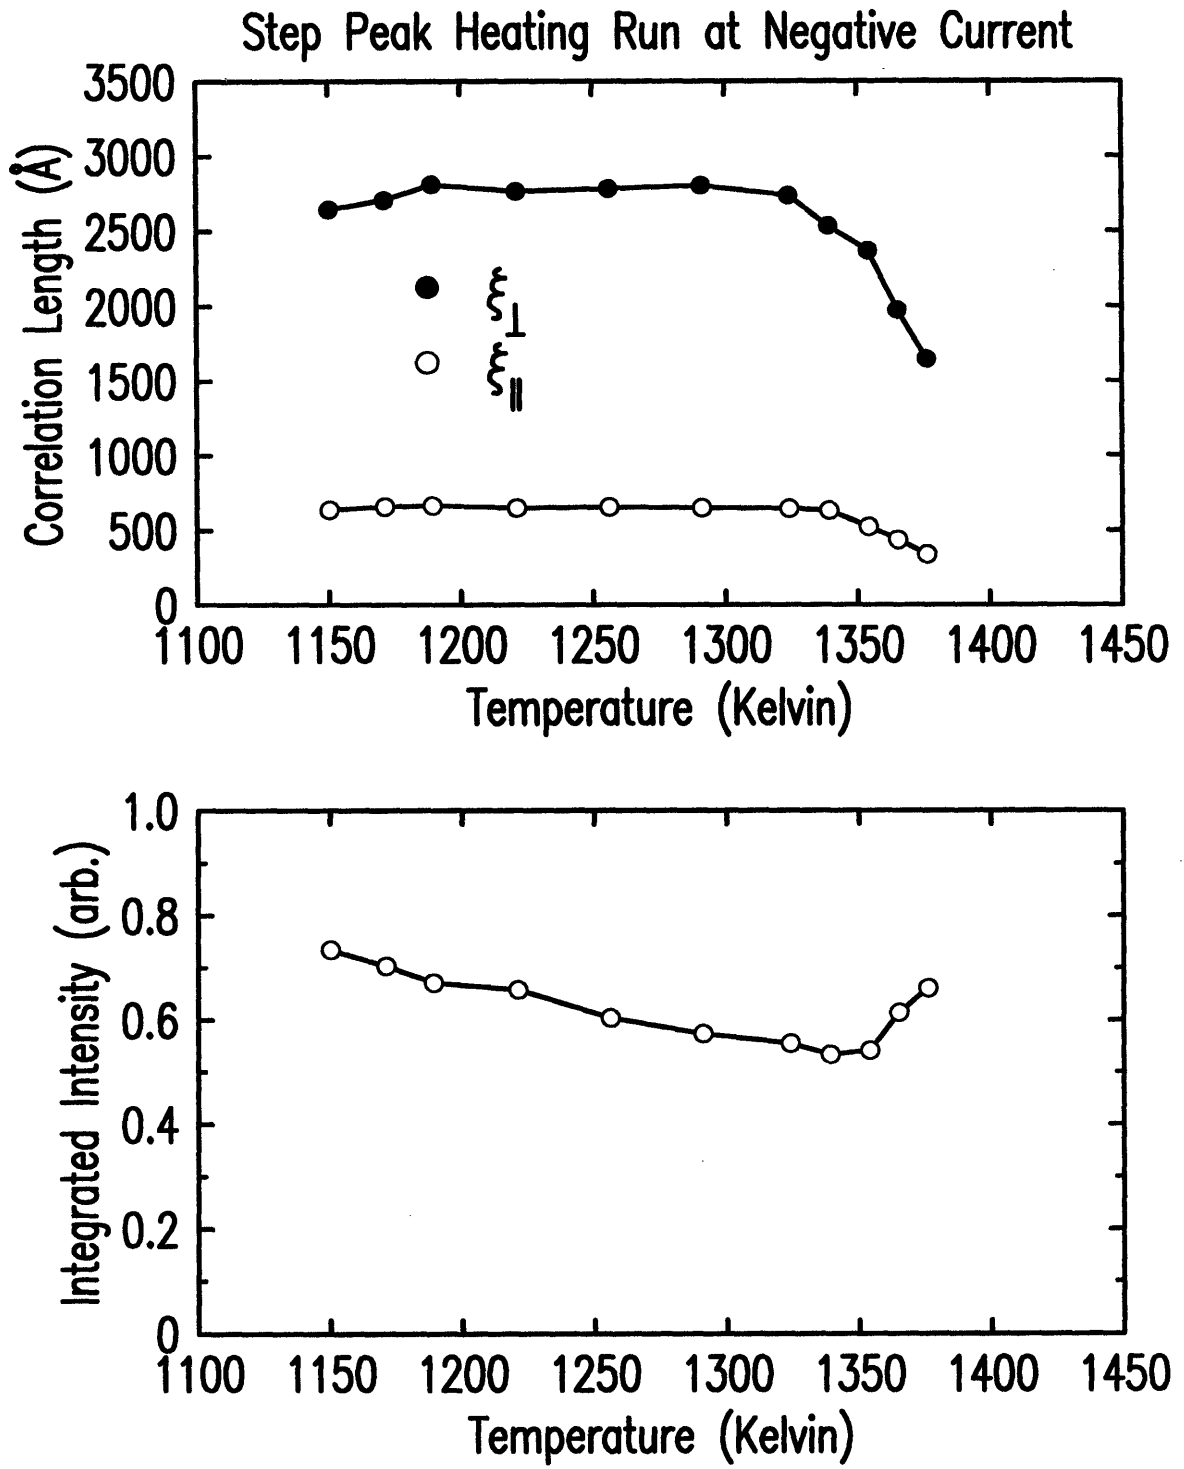 Step Peak Heating Run at Negative Current
3500
3000
2500
2000
1500
1000
500
0
Correlation Length (Å)
ξ⊥
ξ∥
1100 1150 1200 1250 1300 1350 1400 1450
Temperature (Kelvin)
1.0
0.8
0.6
0.4
0.2
0
Integrated Intensity (arb.)
1100 1150 1200 1250 1300 1350 1400 1450
Temperature (Kelvin)